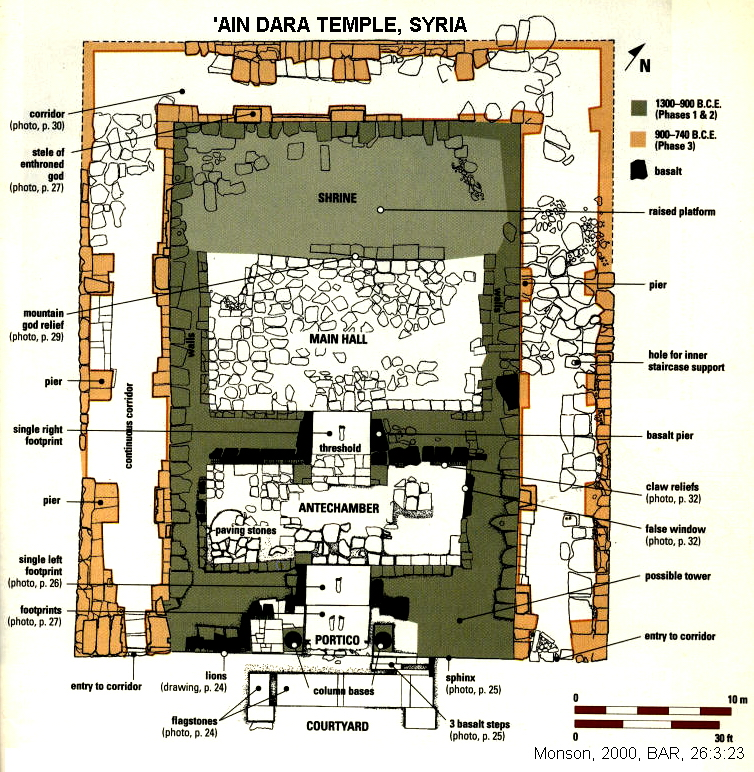 'AIN DARA TEMPLE, SYRIA
N
1300–900 B.C.E.
(Phases 1 & 2)
900–740 B.C.E.
(Phase 3)
basalt
corridor
(photo, p. 30)
stele of
enthroned
god
(photo, p. 27)
SHRINE
raised platform
mountain
god relief
(photo, p. 29)
walls
walls
pier
MAIN HALL
hole for inner
staircase support
pier
continuous corridor
single right
footprint
threshold
basalt pier
claw reliefs
(photo, p. 32)
pier
ANTECHAMBER
paving stones
false window
(photo, p. 32)
single left
footprint
(photo, p. 26)
possible tower
footprints
(photo, p. 27)
PORTICO
entry to corridor
entry to corridor
lions
(drawing, p. 24)
column bases
sphinx
(photo, p. 25)
flagstones
(photo, p. 24)
COURTYARD
3 basalt steps
(photo, p. 25)
0 10 m
0 30 ft
Monson, 2000, BAR, 26:3:23